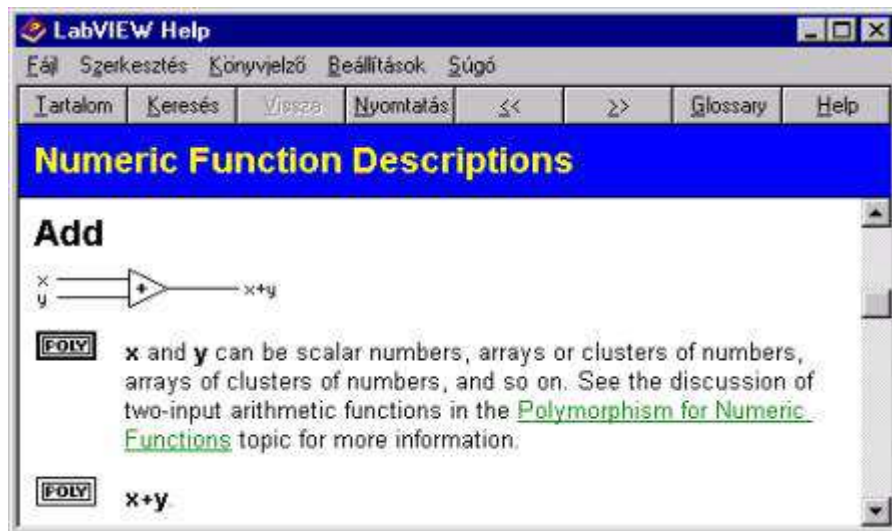 LabVIEW Help
Fájl Szerkesztés Könyvjelző Beállítások Súgó
Tartalom Keresés Vissza Nyomtatás << >> Glossary Help
Numeric Function Descriptions
Add
x
y
+
x+y
POLY
x and y can be scalar numbers, arrays or clusters of numbers,
arrays of clusters of numbers, and so on. See the discussion of
two-input arithmetic functions in the Polymorphism for Numeric
Functions topic for more information.
POLY
x+y.